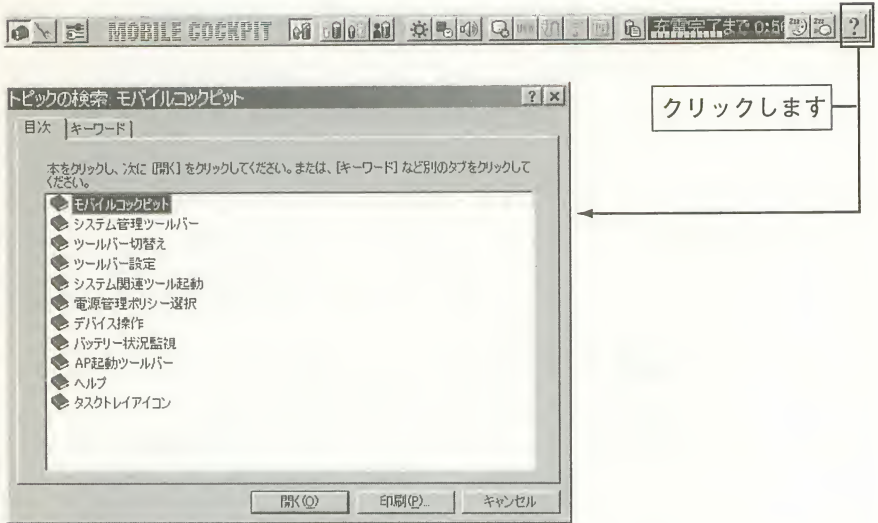 MOBILE COCKPIT
充電完了まで 0:56
?
クリックします
トピックの検索: モバイルコックピット
? ×
目次
キーワード
本をクリックし、次に [開く] をクリックしてください。または、[キーワード] など別のタブをクリックして
ください。
モバイルコックピット
システム管理ツールバー
ツールバー切替え
ツールバー設定
システム関連ツール起動
電源管理ポリシー選択
デバイス操作
バッテリー状況監視
AP起動ツールバー
ヘルプ
タスクトレイアイコン
開く(O)
印刷(P)...
キャンセル